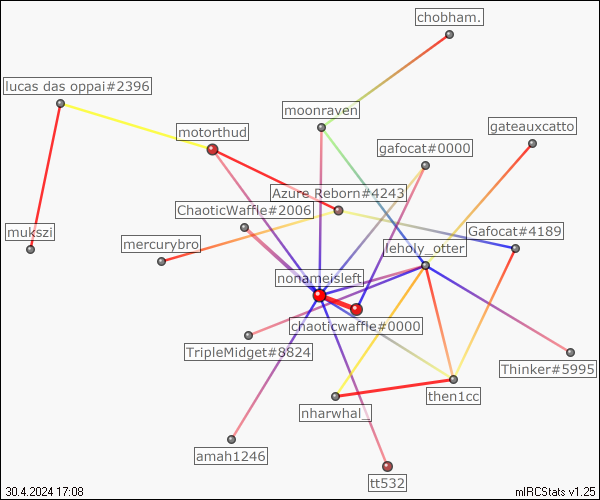 chobham.
lucas das oppai#2396
moonraven
motorthud
gateauxcatto
gafocat#0000
Azure Reborn#4243
ChaoticWaffle#2006
mukszi
mercurybro
Gafocat#4189
leholy_otter
nonameisleft
chaoticwaffle#0000
TripleMidget#8824
Thinker#5995
then1cc
nharwhal_
amah1246
tt532
30.4.2024 17:08
mIRCStats v1.25